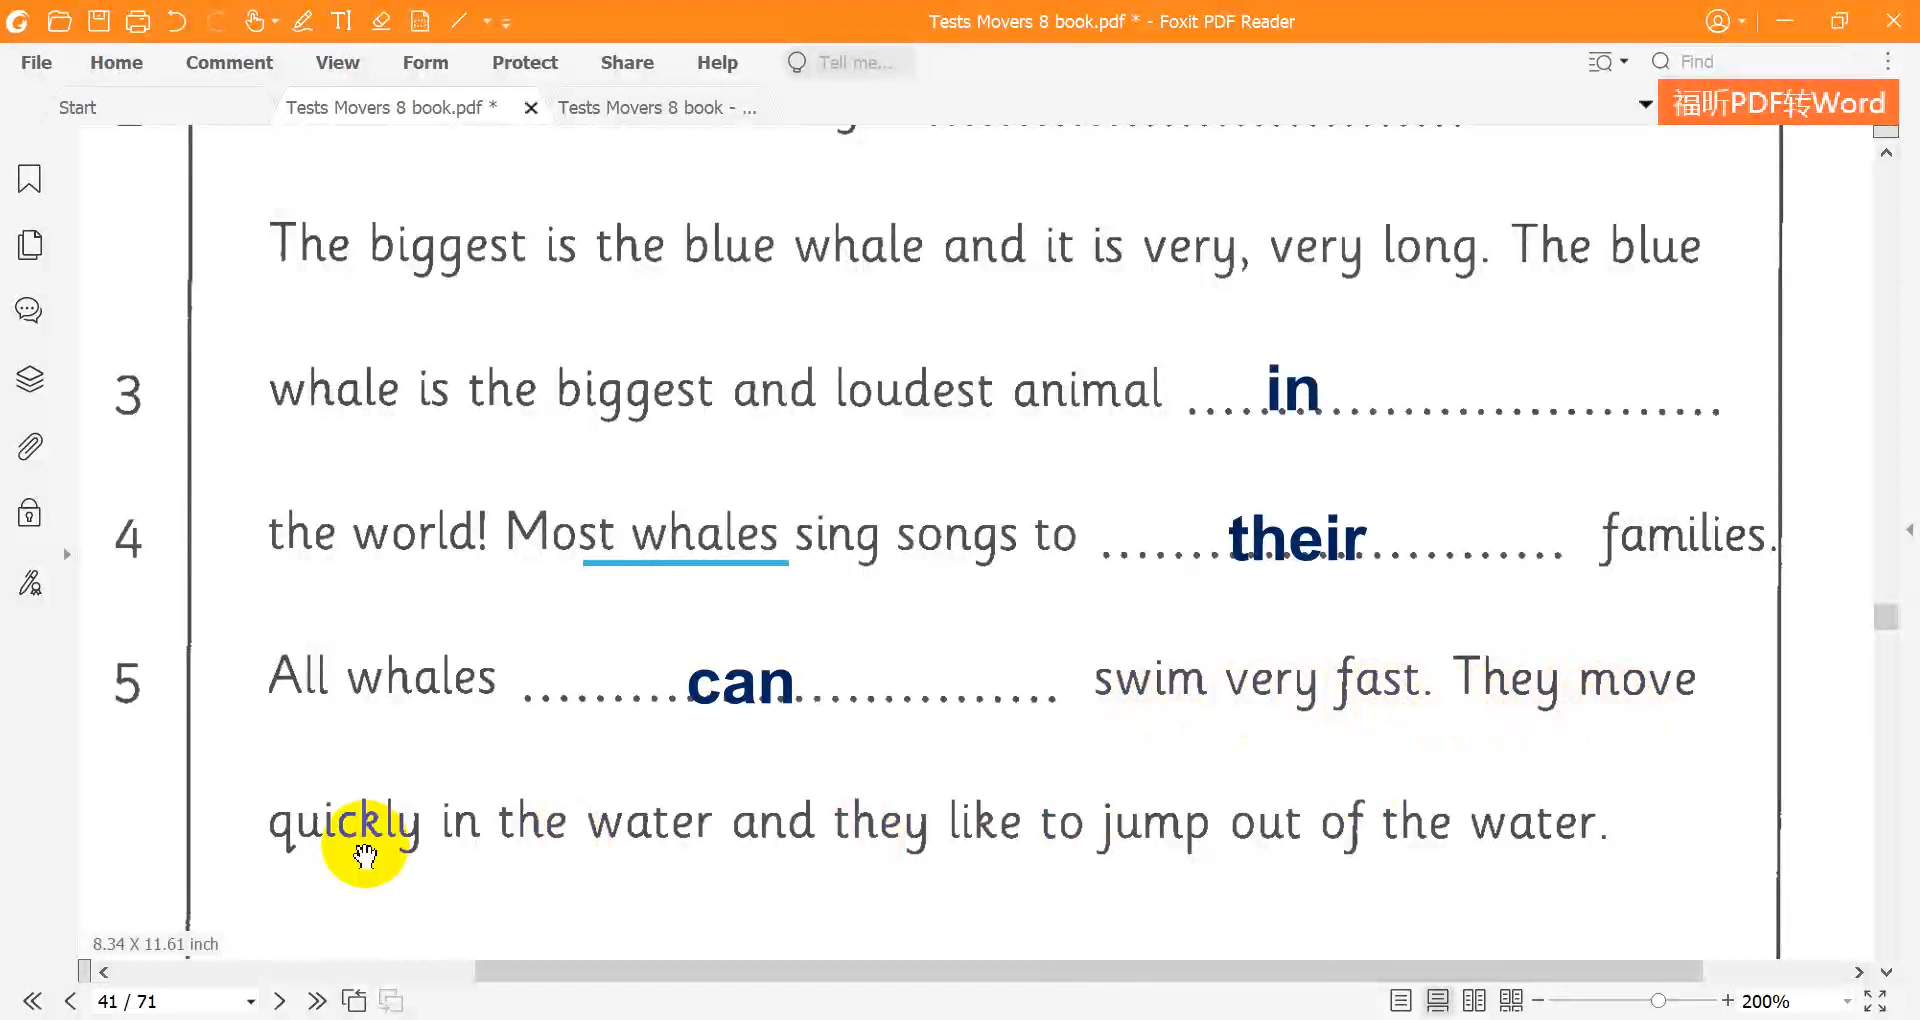 Tests Movers 8 book.pdf * - Foxit PDF Reader
File Home Comment View Form Protect Share Help Tell me... Find
Start Tests Movers 8 book.pdf * Tests Movers 8 book - ... 福昕PDF转Word
The biggest is the blue whale and it is very, very long. The blue
3 whale is the biggest and loudest animal ....in.......................
4 the world! Most whales sing songs to .......their........... families.
5 All whales .........can............... swim very fast. They move
quickly in the water and they like to jump out of the water.
8.34 X 11.61 inch
41 / 71 200%